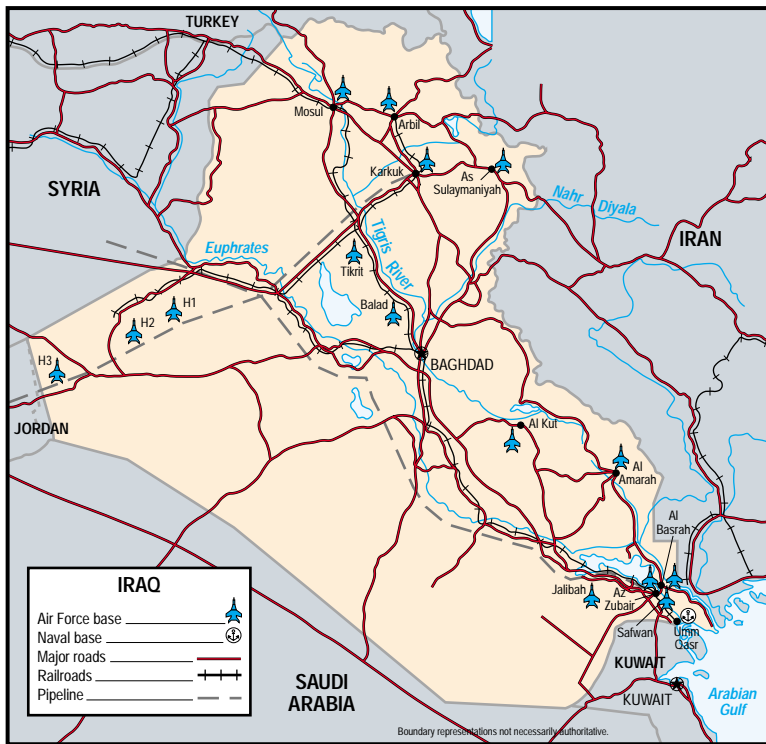 TURKEY
Mosul
Arbil
Karkuk
As
Sulaymaniyah
SYRIA
Nahr Diyala
IRAN
Euphrates
Tigris River
Tikrit
H1
H2
Balad
H3
BAGHDAD
JORDAN
Al Kut
Al
Amarah
Al
Basrah
Jalibah
Az
Zubair
Safwan
Umm
Qasr
KUWAIT
KUWAIT
SAUDI
ARABIA
Arabian
Gulf
IRAQ
Air Force base
Naval base
Major roads
Railroads
Pipeline
Boundary representations not necessarily authoritative.